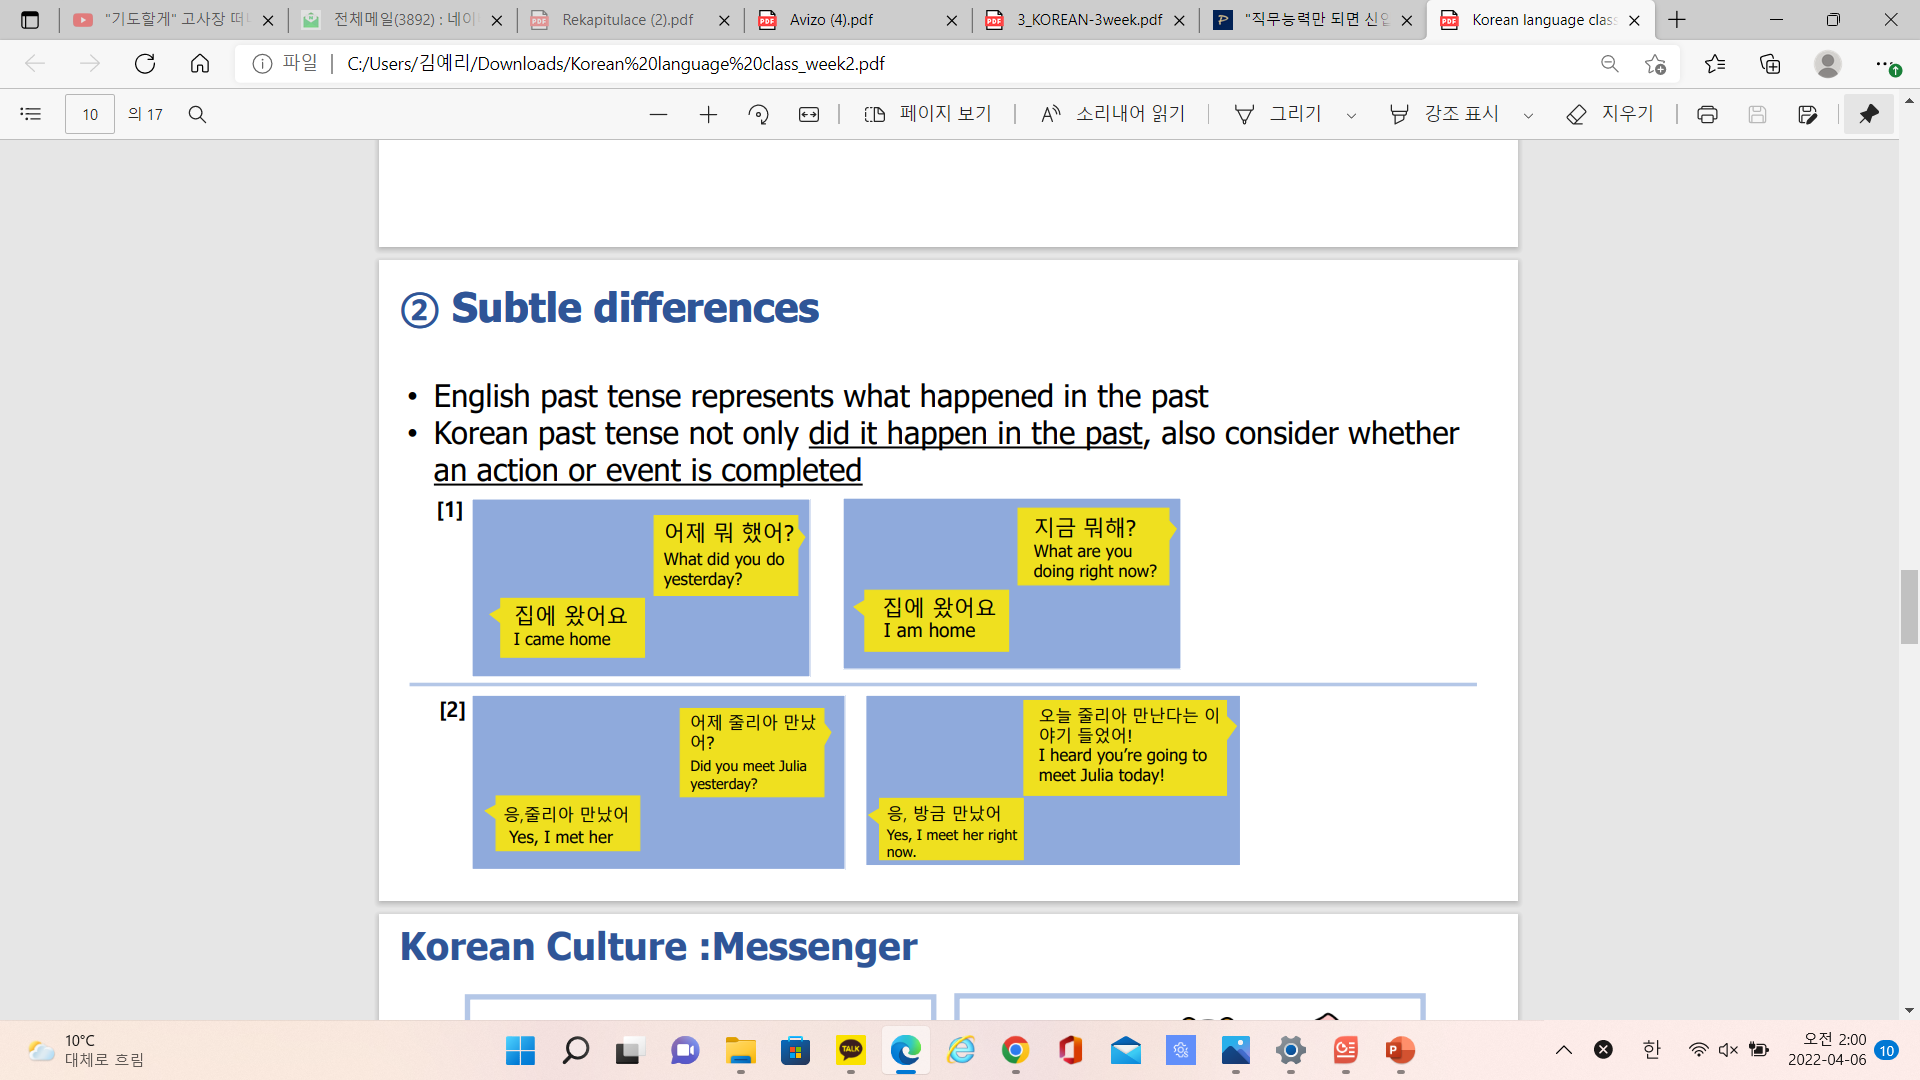 "기도할게" 고사장 떠나
전체메일(3892) : 네이
Rekapitulace (2).pdf
Avizo (4).pdf
3_KOREAN-3week.pdf
"직무능력만 되면 신입
Korean language clas
파일
C:/Users/김예리/Downloads/Korean%20language%20class_week2.pdf
10
의 17
페이지 보기
소리내어 읽기
그리기
강조 표시
지우기
② Subtle differences
• English past tense represents what happened in the past
• Korean past tense not only did it happen in the past, also consider whether
an action or event is completed
[1]
어제 뭐 했어?
What did you do
yesterday?
집에 왔어요
I came home
지금 뭐해?
What are you
doing right now?
집에 왔어요
I am home
[2]
어제 줄리아 만났
어?
Did you meet Julia
yesterday?
응,줄리아 만났어
Yes, I met her
오늘 줄리아 만난다는 이
야기 들었어!
I heard you’re going to
meet Julia today!
응, 방금 만났어
Yes, I meet her right
now.
Korean Culture :Messenger
10°C
대체로 흐림
TALK
한
오전 2:00
2022-04-06
10